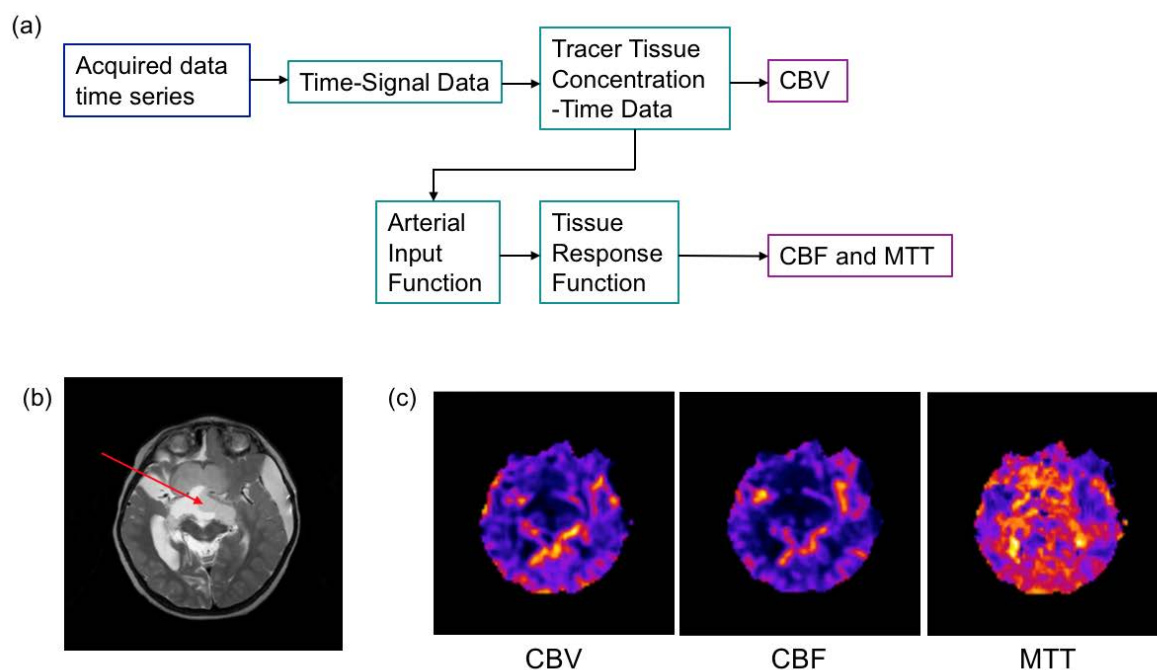 (a)
Acquired data
time series
Time-Signal Data
Tracer Tissue
Concentration
-Time Data
CBV
Arterial
Input
Function
Tissue
Response
Function
CBF and MTT
(b)
(c)
CBV
CBF
MTT